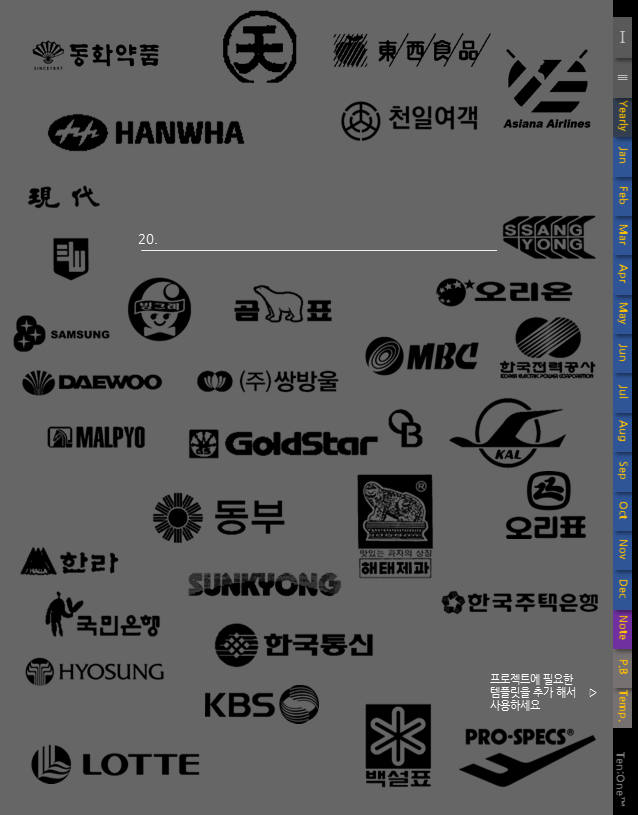 동화약품
SINCE 1897
天
東西食品
Asiana Airlines
HANWHA
천일여객
現代
20.
SSANG
YONG
빙그레
곰표
오리온
SAMSUNG
MBC
한국전력공사
KOREA ELECTRIC POWER CORPORATION
DAEWOO
(주)쌍방울
MALPYO
GS
GoldStar
OB
KAL
동부
®
맛있는 과자의 상징
해태제과
오리표
HALLA
한라
SUNKYONG
국민은행
한국주택은행
한국통신
HYOSUNG
KBS
프로젝트에 필요한
템플릿을 추가 해서
사용하세요
>
백설표
PRO-SPECS®
LOTTE
I
Yearly
Jan
Feb
Mar
Apr
May
Jun
Jul
Aug
Sep
Oct
Nov
Dec
Note
P.B
Temp.
Ten:One™